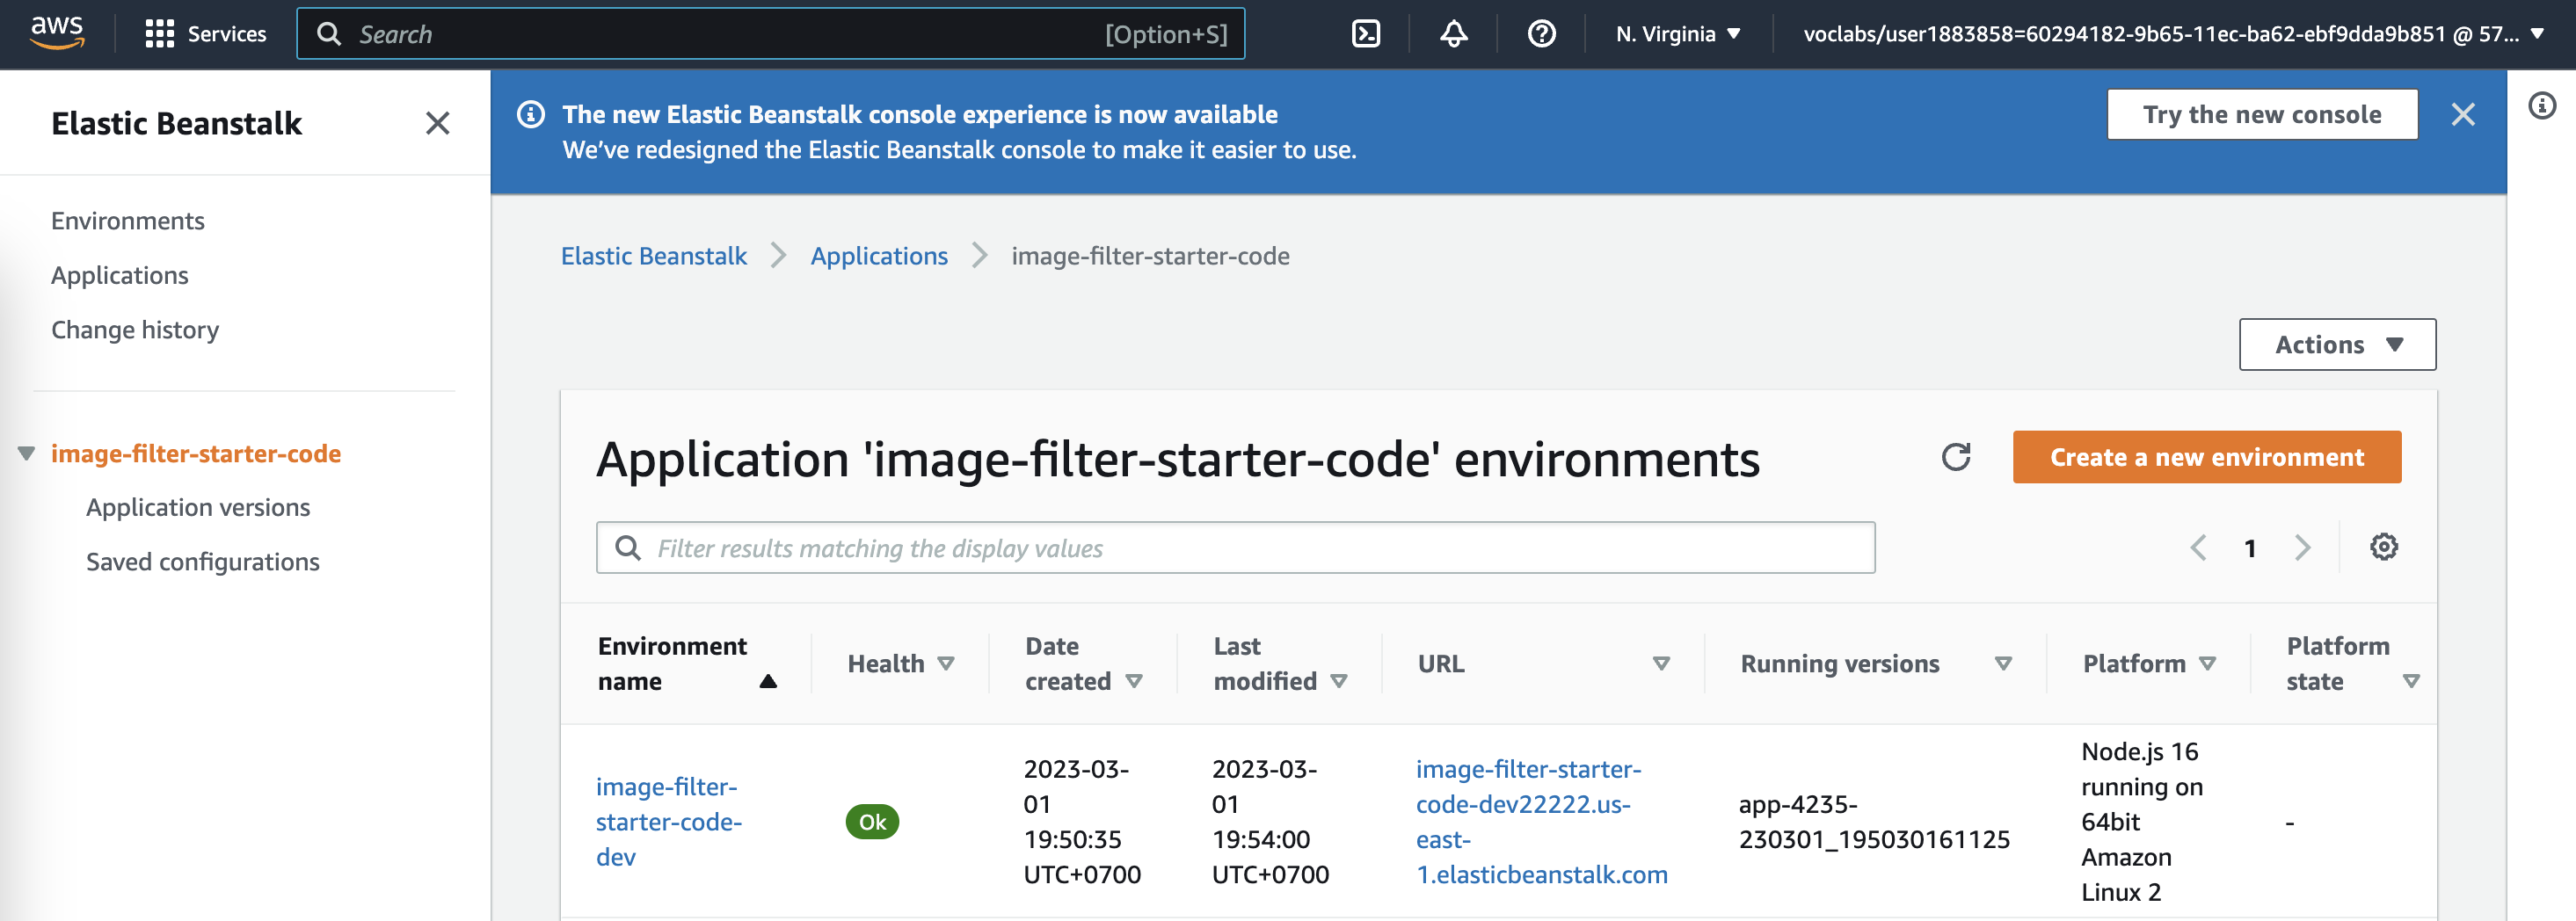 aws
Services
Search
[Option+S]
N. Virginia
voclabs/user1883858=60294182-9b65-11ec-ba62-ebf9dda9b851 @ 57...
Elastic Beanstalk
Environments
Applications
Change history
image-filter-starter-code
Application versions
Saved configurations
The new Elastic Beanstalk console experience is now available
We've redesigned the Elastic Beanstalk console to make it easier to use.
Try the new console
Elastic Beanstalk
Applications
image-filter-starter-code
Actions
Application 'image-filter-starter-code' environments
Create a new environment
Filter results matching the display values
1
Environment
name
Health
Date
created
Last
modified
URL
Running versions
Platform
Platform
state
image-filter-
starter-code-
dev
Ok
2023-03-
01
19:50:35
UTC+0700
2023-03-
01
19:54:00
UTC+0700
image-filter-starter-
code-dev22222.us-
east-
1.elasticbeanstalk.com
app-4235-
230301_195030161125
Node.js 16
running on
64bit
Amazon
Linux 2
-